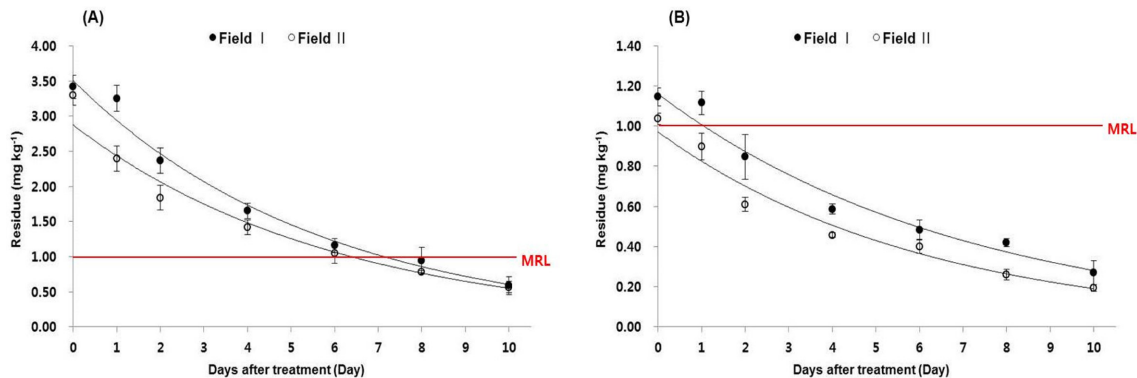 (A)
● Field Ⅰ ○ Field Ⅱ
4.00
3.50
3.00
2.50
2.00
1.50
1.00
0.50
0.00
Residue (mg kg⁻¹)
MRL
0 1 2 3 4 5 6 7 8 9 10
Days after treatment (Day)
(B)
● Field Ⅰ ○ Field Ⅱ
1.40
1.20
1.00
0.80
0.60
0.40
0.20
0.00
Residue (mg kg⁻¹)
MRL
0 1 2 3 4 5 6 7 8 9 10
Days after treatment (Day)